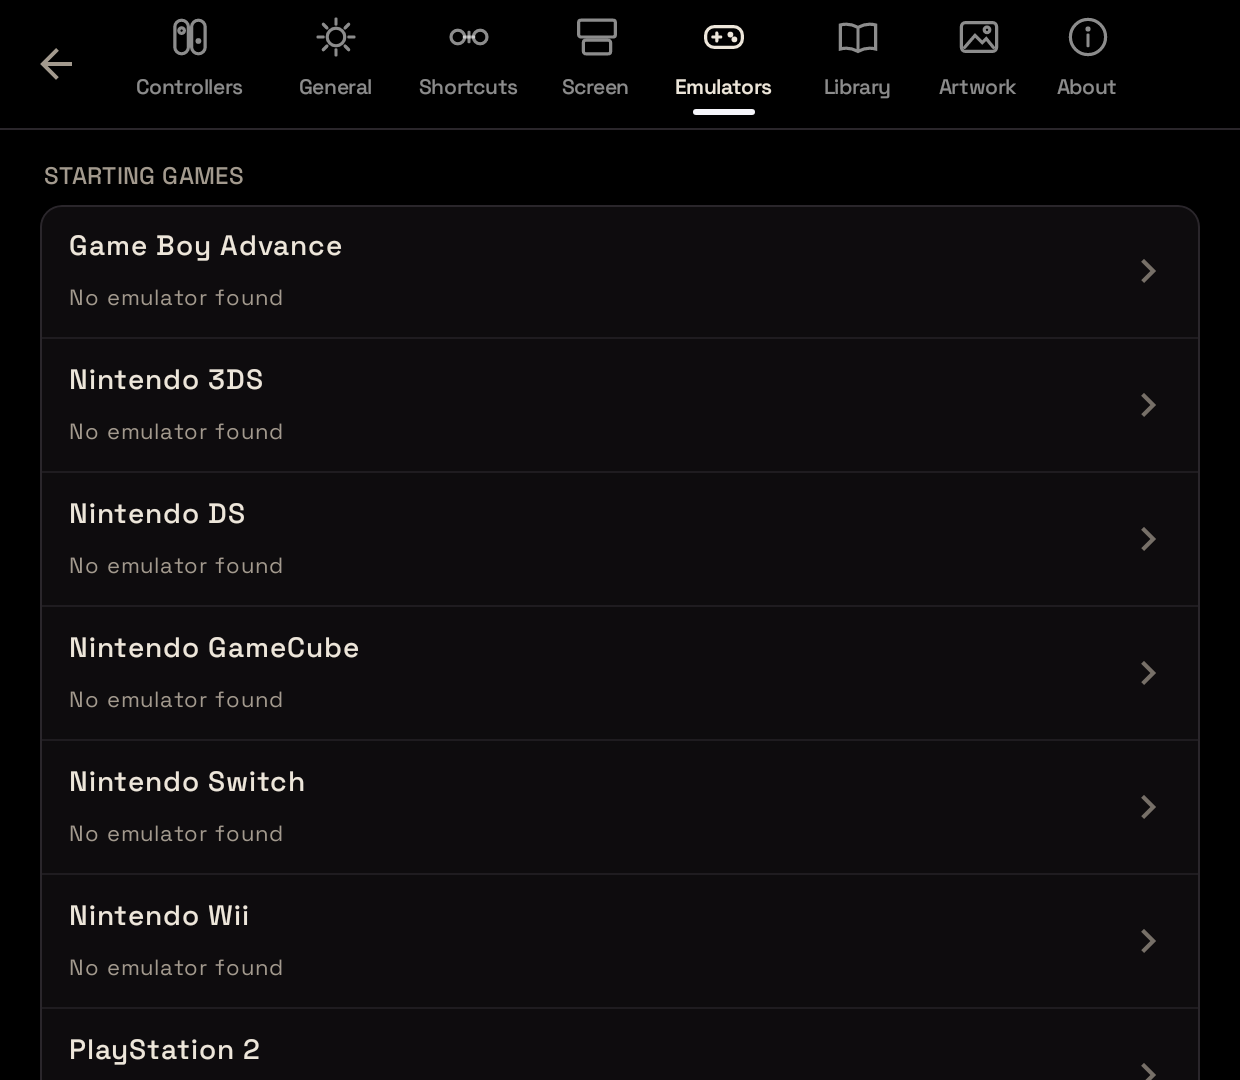 Controllers
General
Shortcuts
Screen
Emulators
Library
Artwork
About
STARTING GAMES
Game Boy Advance
No emulator found
Nintendo 3DS
No emulator found
Nintendo DS
No emulator found
Nintendo GameCube
No emulator found
Nintendo Switch
No emulator found
Nintendo Wii
No emulator found
PlayStation 2